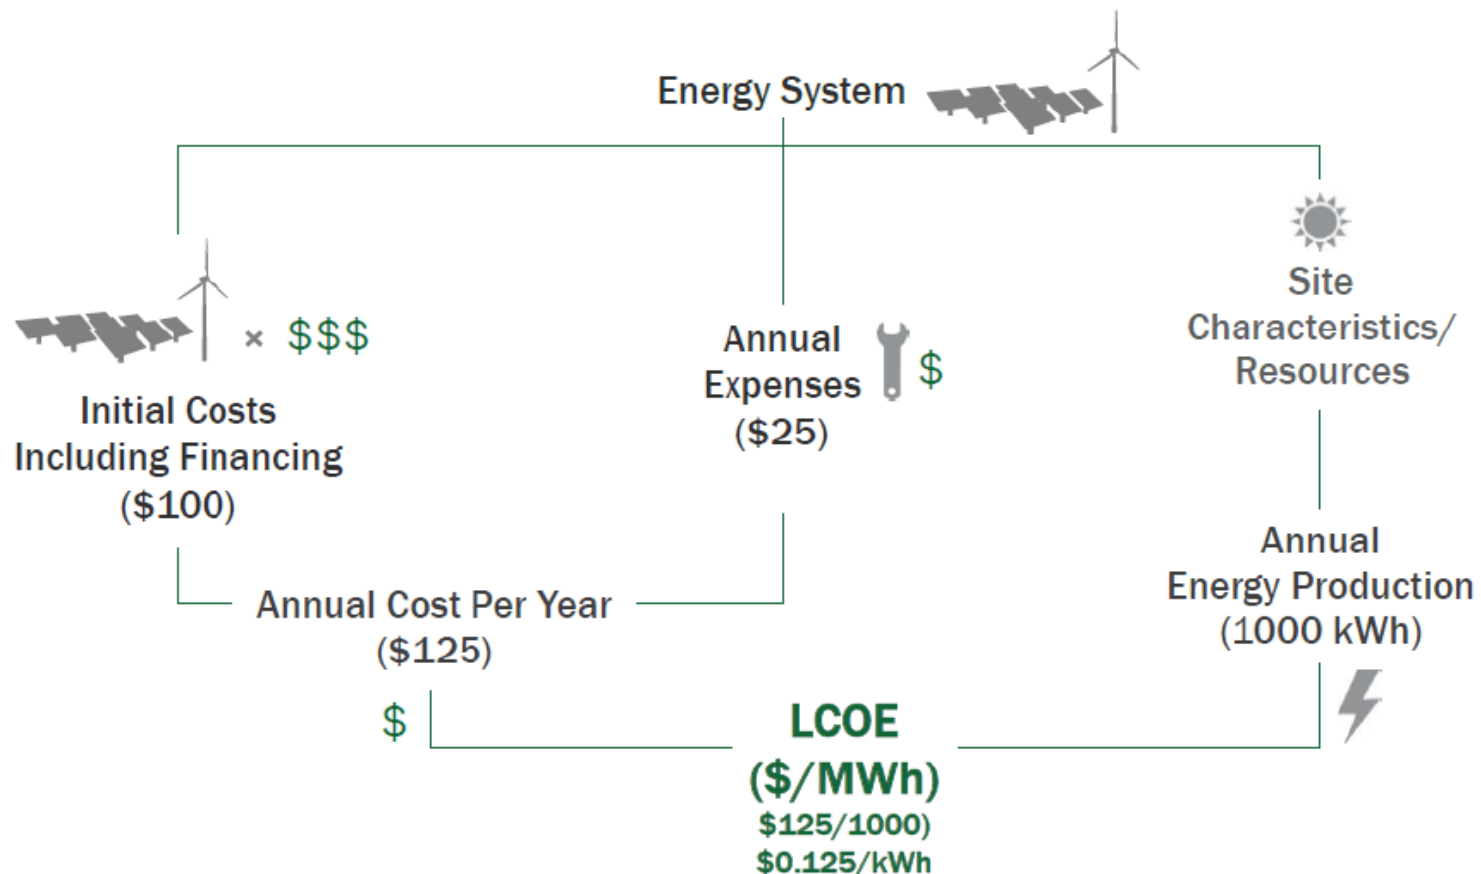 Energy System
× $$$
Initial Costs
Including Financing
($100)
Annual
Expenses
$
($25)
Site
Characteristics/
Resources
Annual Cost Per Year
($125)
$
Annual
Energy Production
(1000 kWh)
LCOE
($/MWh)
$125/1000)
$0.125/kWh